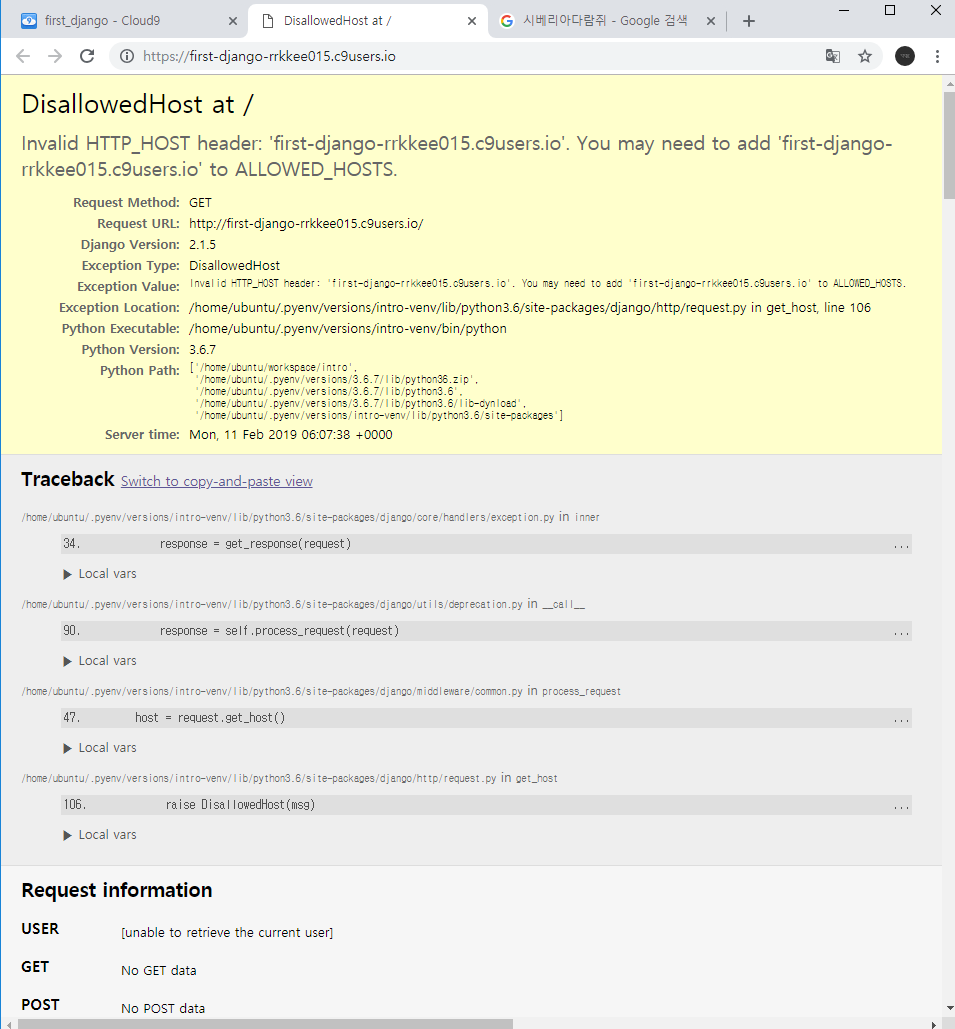 first_django - Cloud9
DisallowedHost at /
시베리아다람쥐 - Google 검색
https://first-django-rrkkee015.c9users.io
DisallowedHost at /
Invalid HTTP_HOST header: 'first-django-rrkkee015.c9users.io'. You may need to add 'first-django-
rrkkee015.c9users.io' to ALLOWED_HOSTS.
Request Method: GET
Request URL: http://first-django-rrkkee015.c9users.io/
Django Version: 2.1.5
Exception Type: DisallowedHost
Exception Value: Invalid HTTP_HOST header: 'first-django-rrkkee015.c9users.io'. You may need to add 'first-django-rrkkee015.c9users.io' to ALLOWED_HOSTS.
Exception Location: /home/ubuntu/.pyenv/versions/intro-venv/lib/python3.6/site-packages/django/http/request.py in get_host, line 106
Python Executable: /home/ubuntu/.pyenv/versions/intro-venv/bin/python
Python Version: 3.6.7
Python Path: ['/home/ubuntu/workspace/intro',
'/home/ubuntu/.pyenv/versions/3.6.7/lib/python36.zip',
'/home/ubuntu/.pyenv/versions/3.6.7/lib/python3.6',
'/home/ubuntu/.pyenv/versions/3.6.7/lib/python3.6/lib-dynload',
'/home/ubuntu/.pyenv/versions/intro-venv/lib/python3.6/site-packages']
Server time: Mon, 11 Feb 2019 06:07:38 +0000
Traceback Switch to copy-and-paste view
/home/ubuntu/.pyenv/versions/intro-venv/lib/python3.6/site-packages/django/core/handlers/exception.py in inner
34. response = get_response(request) ...
▶ Local vars
/home/ubuntu/.pyenv/versions/intro-venv/lib/python3.6/site-packages/django/utils/deprecation.py in __call__
90. response = self.process_request(request) ...
▶ Local vars
/home/ubuntu/.pyenv/versions/intro-venv/lib/python3.6/site-packages/django/middleware/common.py in process_request
47. host = request.get_host() ...
▶ Local vars
/home/ubuntu/.pyenv/versions/intro-venv/lib/python3.6/site-packages/django/http/request.py in get_host
106. raise DisallowedHost(msg) ...
▶ Local vars
Request information
USER [unable to retrieve the current user]
GET No GET data
POST No POST data